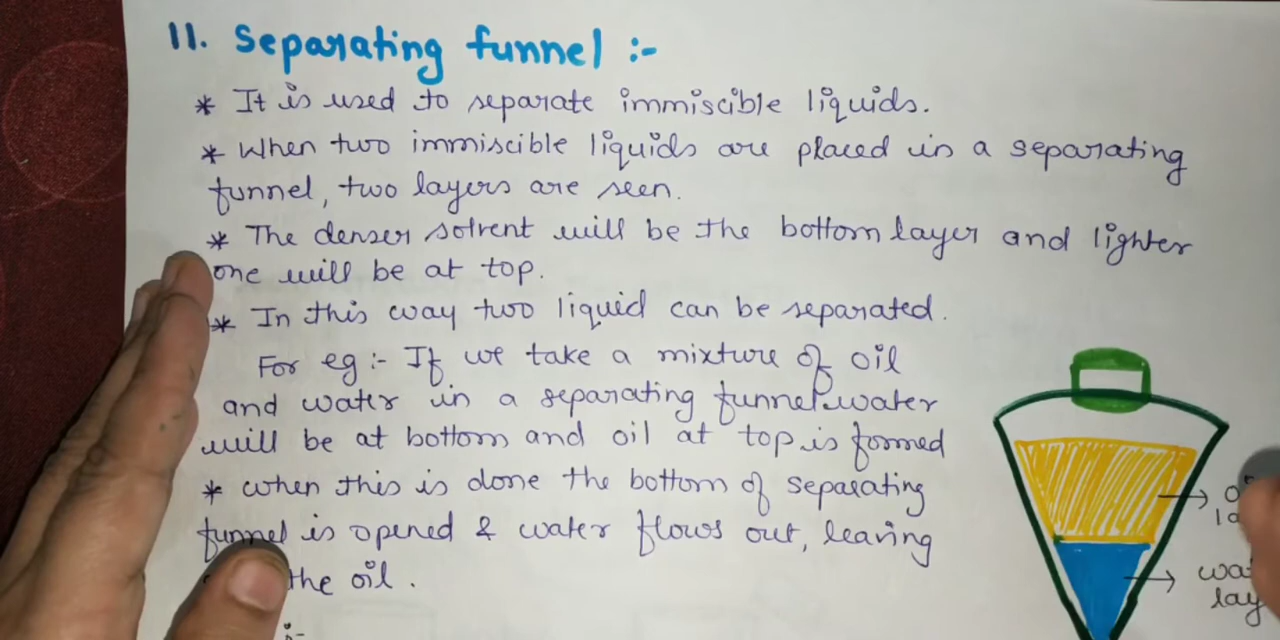 11. Separating funnel :-
* It is used to separate immiscible liquids.
* When two immiscible liquids are placed in a separating
funnel, two layers are seen.
* The denser solvent will be the bottom layer and lighter
one will be at top.
* In this way two liquid can be separated.
For eg :- If we take a mixture of oil
and water in a separating funnel water
will be at bottom and oil at top is formed
* When this is done the bottom of separating
funnel is opened & water flows out, leaving
the oil.